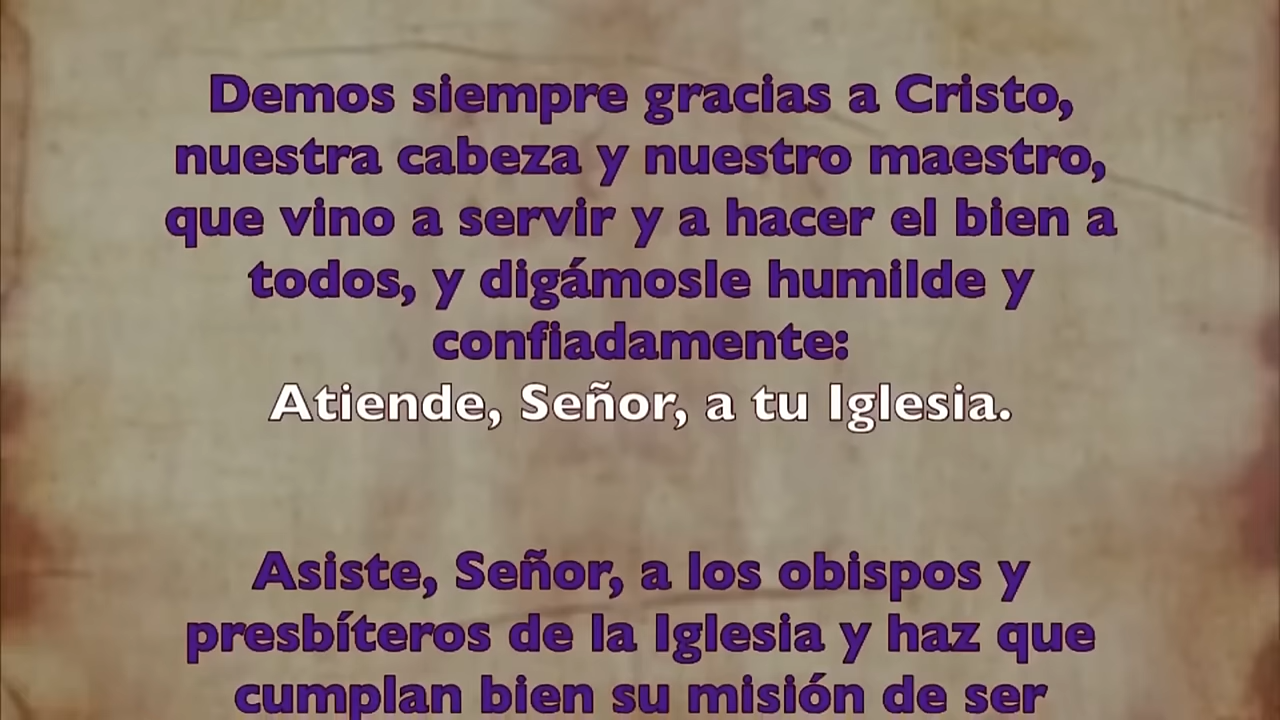 Demos siempre gracias a Cristo,
nuestra cabeza y nuestro maestro,
que vino a servir y a hacer el bien a
todos, y digámosle humilde y
confiadamente:
Atiende, Señor, a tu Iglesia.
Asiste, Señor, a los obispos y
presbíteros de la Iglesia y haz que
cumplan bien su misión de ser